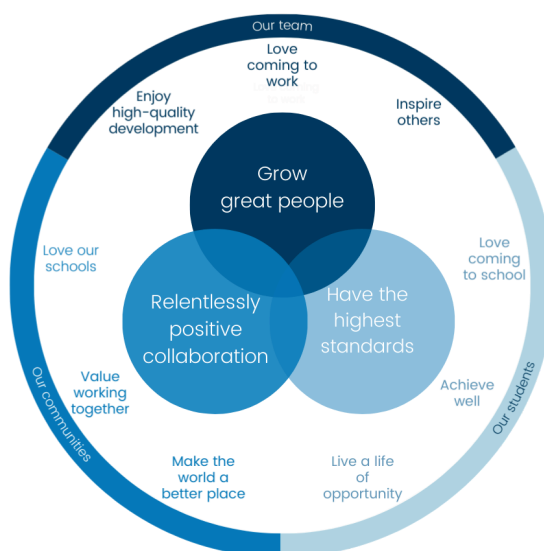 Our team
Love
coming to
work
Enjoy
high-quality
development
Inspire
others
Grow
great people
Love our
schools
Love
coming
to school
Relentlessly
positive
collaboration
Have the
highest
standards
Value
working
together
Achieve
well
Our communities
Our students
Make the
world a
better place
Live a life
of
opportunity